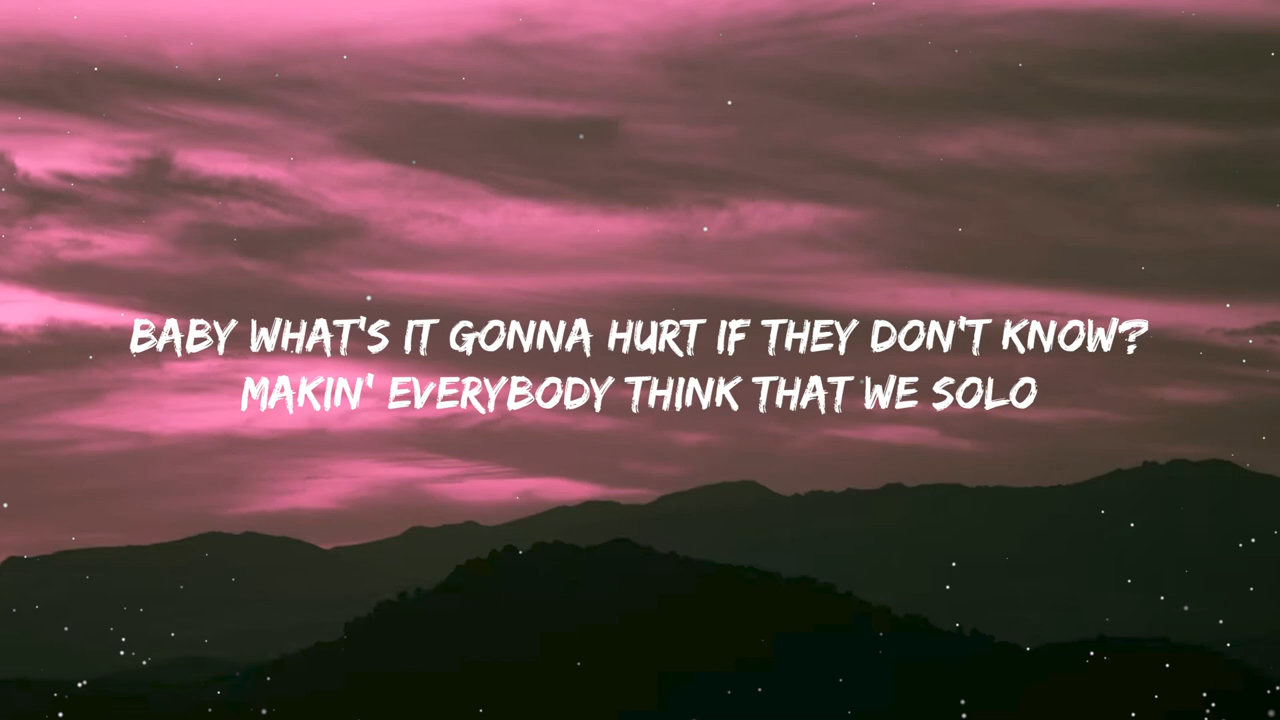 BABY WHAT'S IT GONNA HURT IF THEY DON'T KNOW?
MAKIN' EVERYBODY THINK THAT WE SOLO